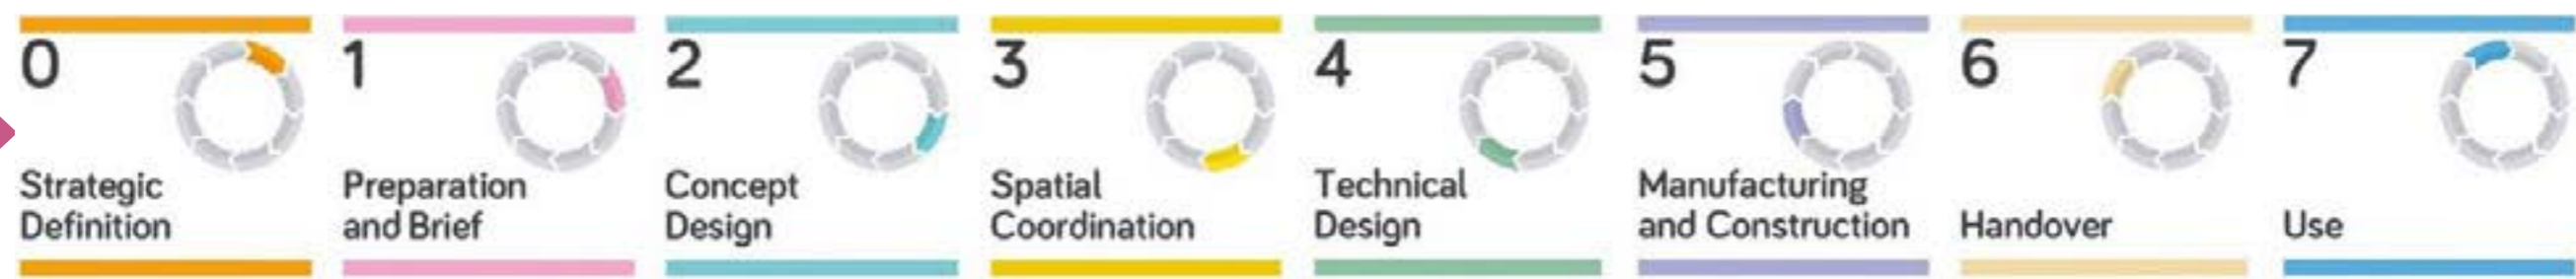 0
Strategic
Definition
1
Preparation
and Brief
2
Concept
Design
3
Spatial
Coordination
4
Technical
Design
5
Manufacturing
and Construction
6
Handover
7
Use